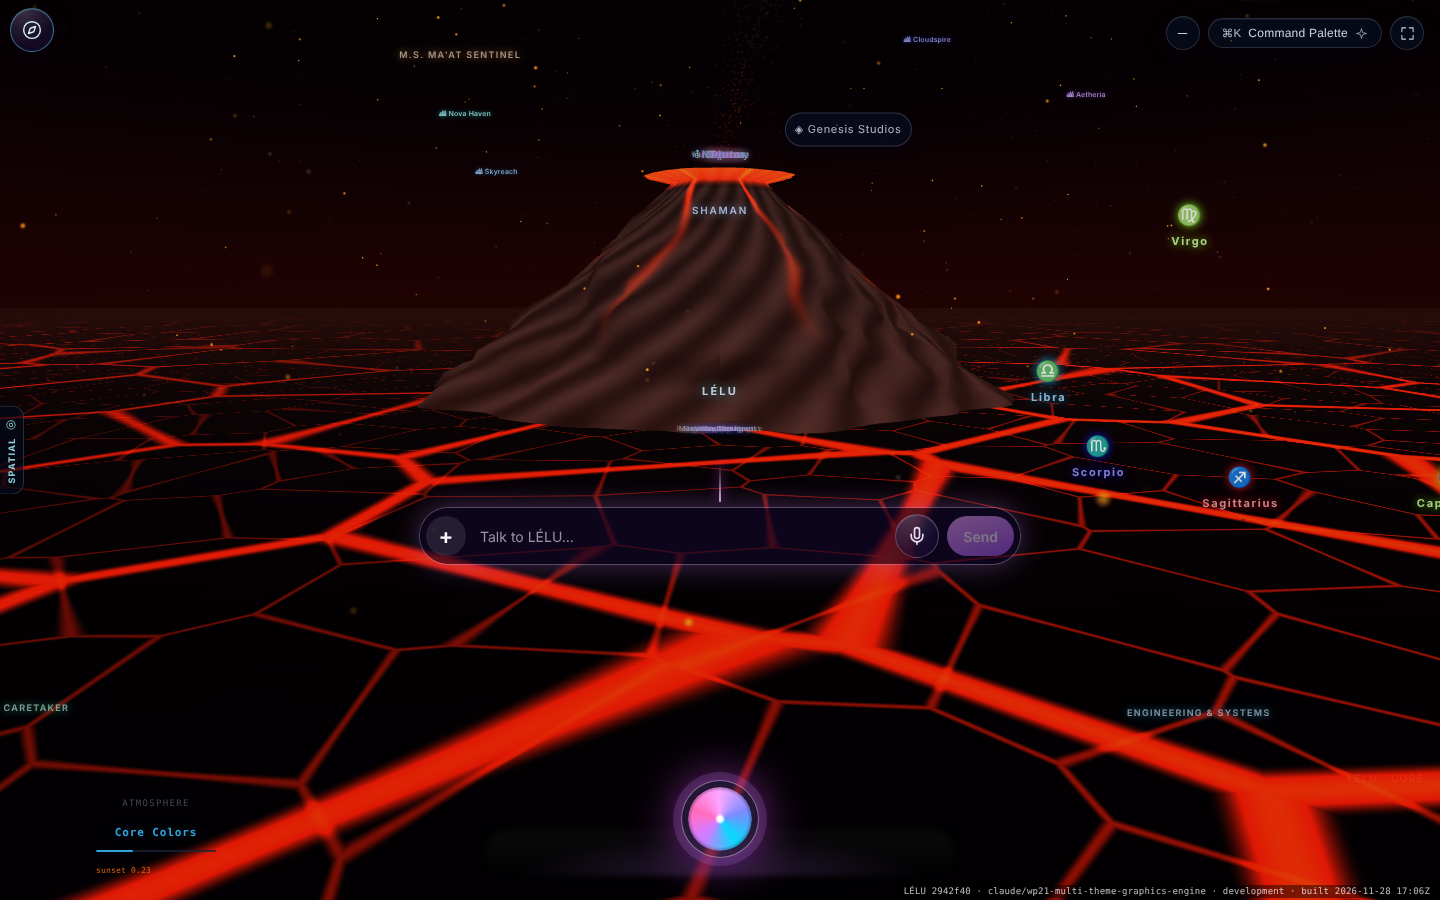 M.S. MA'AT SENTINEL
Cloudspire
⌘K Command Palette
Aetheria
Nova Haven
Genesis Studios
Skyreach
SHAMAN
Virgo
LÉLU
Libra
Scorpio
Sagittarius
Cap
SPATIAL
+
Talk to LÉLU...
Send
CARETAKER
ENGINEERING & SYSTEMS
LÉLU · CORE
ATMOSPHERE
Core Colors
sunset 0.23
LÉLU 2942f40 · claude/wp21-multi-theme-graphics-engine · development · built 2026-11-28 17:06Z